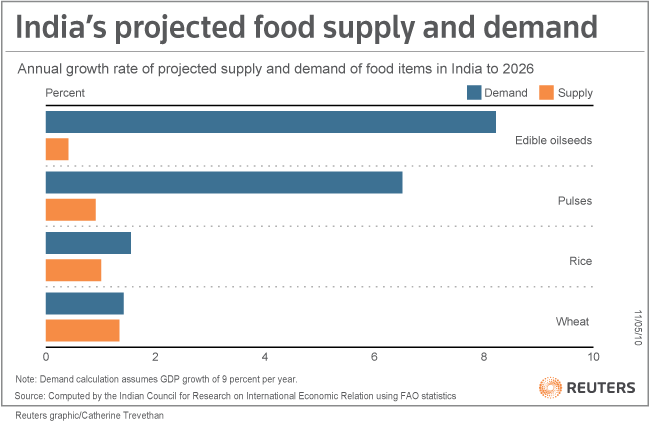 India's projected food supply and demand
Annual growth rate of projected supply and demand of food items in India to 2026
Percent
Demand
Supply
Edible oilseeds
Pulses
Rice
Wheat
0 2 4 6 8 10
11/05/10
Note: Demand calculation assumes GDP growth of 9 percent per year.
Source: Computed by the Indian Council for Research on International Economic Relation using FAO statistics
REUTERS
Reuters graphic/Catherine Trevethan